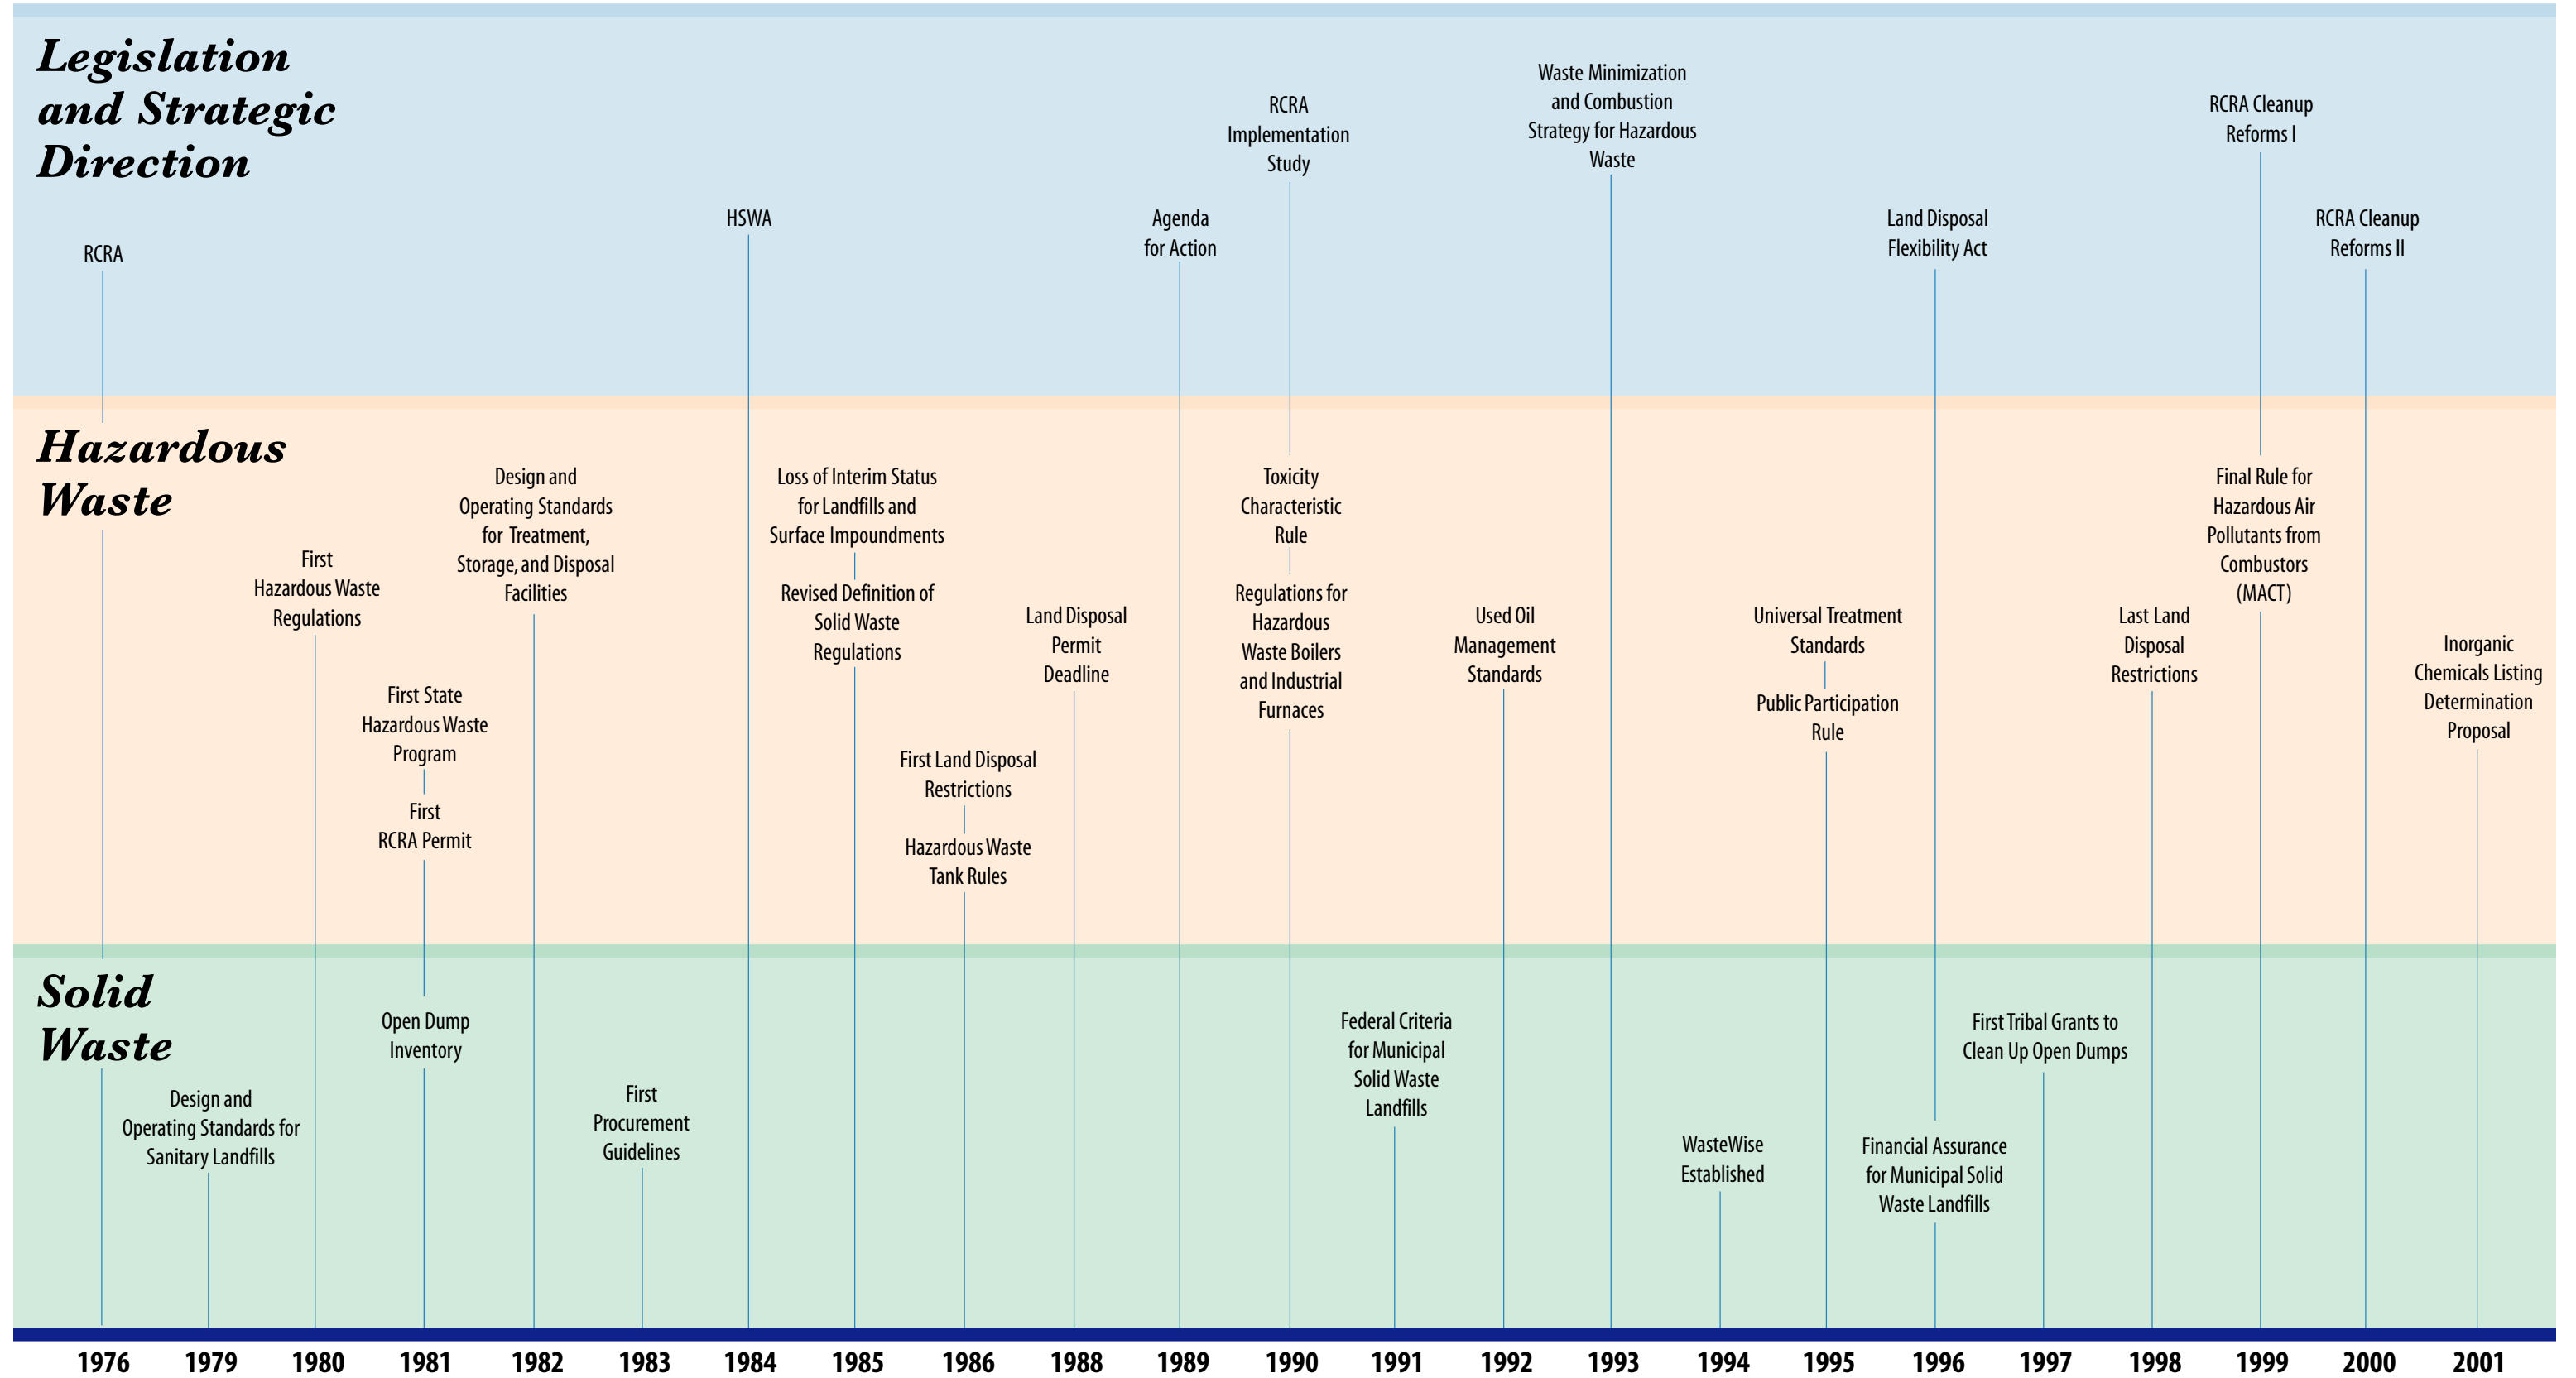 Legislation
and Strategic
Direction
RCRA
HSWA
Agenda
for Action
RCRA
Implementation
Study
Waste Minimization
and Combustion
Strategy for Hazardous
Waste
Land Disposal
Flexibility Act
RCRA Cleanup
Reforms I
RCRA Cleanup
Reforms II
Hazardous
Waste
First
Hazardous Waste
Regulations
First State
Hazardous Waste
Program
First
RCRA Permit
Design and
Operating Standards
for Treatment,
Storage, and Disposal
Facilities
Loss of Interim Status
for Landfills and
Surface Impoundments
Revised Definition of
Solid Waste
Regulations
First Land Disposal
Restrictions
Hazardous Waste
Tank Rules
Land Disposal
Permit
Deadline
Toxicity
Characteristic
Rule
Regulations for
Hazardous
Waste Boilers
and Industrial
Furnaces
Used Oil
Management
Standards
Universal Treatment
Standards
Public Participation
Rule
Last Land
Disposal
Restrictions
Final Rule for
Hazardous Air
Pollutants from
Combustors
(MACT)
Inorganic
Chemicals Listing
Determination
Proposal
Solid
Waste
Design and
Operating Standards for
Sanitary Landfills
Open Dump
Inventory
First
Procurement
Guidelines
Federal Criteria
for Municipal
Solid Waste
Landfills
WasteWise
Established
Financial Assurance
for Municipal Solid
Waste Landfills
First Tribal Grants to
Clean Up Open Dumps
1976 1979 1980 1981 1982 1983 1984 1985 1986 1988 1989 1990 1991 1992 1993 1994 1995 1996 1997 1998 1999 2000 2001